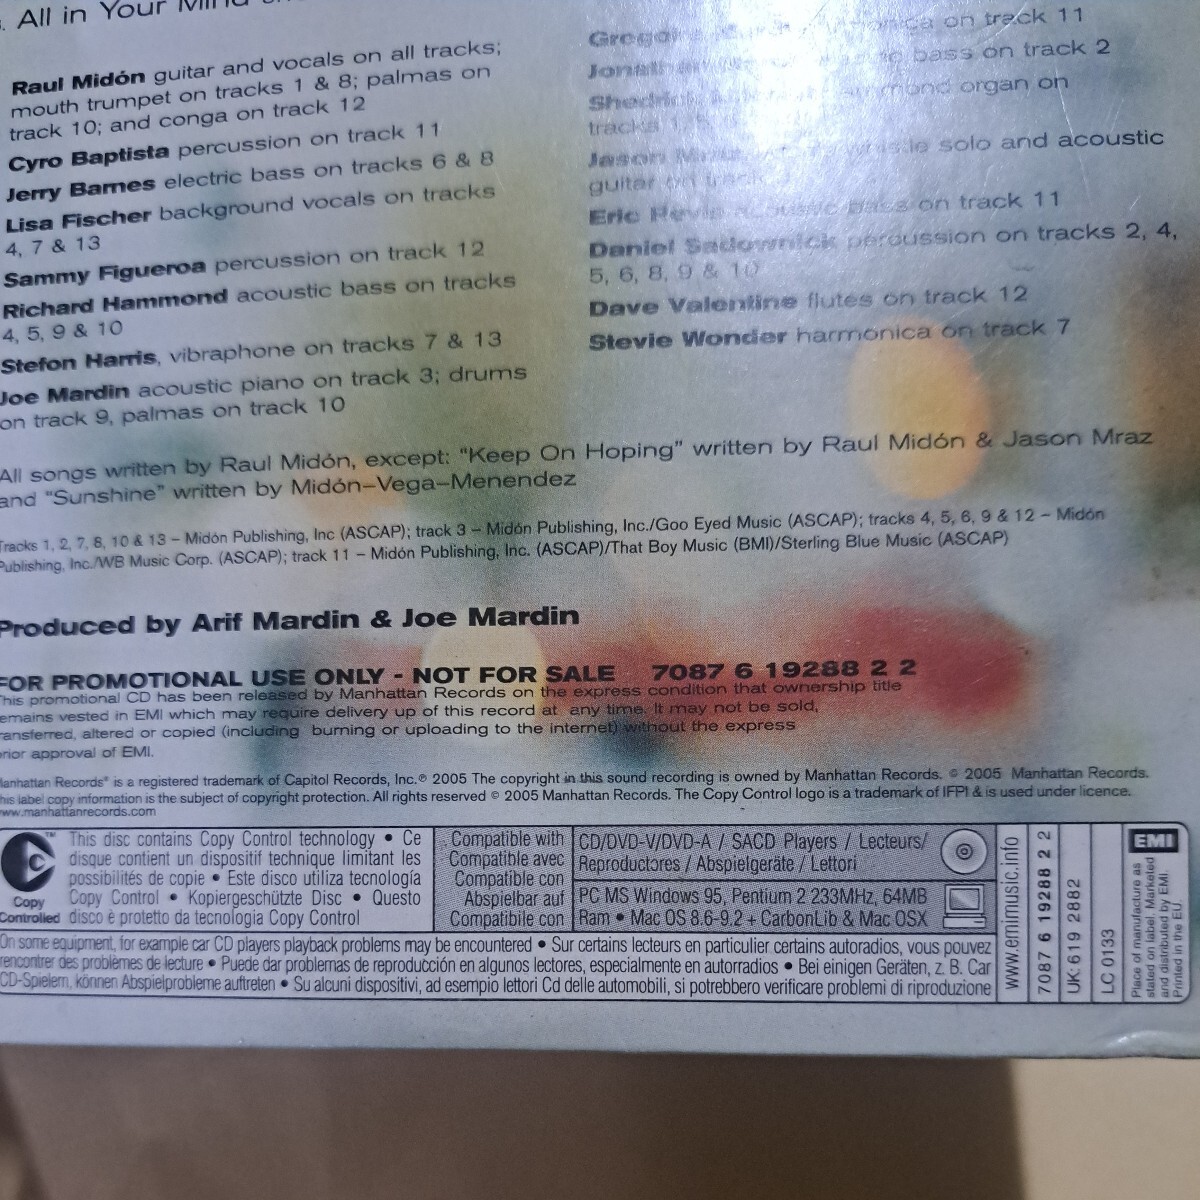 All in Your Mind
Raul Midón guitar and vocals on all tracks;
mouth trumpet on tracks 1 & 8; palmas on
track 10; and conga on track 12
Cyro Baptista percussion on track 11
Jerry Barnes electric bass on tracks 6 & 8
Lisa Fischer background vocals on tracks
4, 7 & 13
Sammy Figueroa percussion on track 12
Richard Hammond acoustic bass on tracks
4, 5, 9 & 10
Stefon Harris, vibraphone on tracks 7 & 13
Joe Mardin acoustic piano on track 3; drums
on track 9, palmas on track 10
on track 11
bass on track 2
organ on
tracks
Jason solo and acoustic
guitar on
Eric Revis acoustic bass on track 11
Daniel Sadownick percussion on tracks 2, 4,
5, 6, 8, 9 & 10
Dave Valentine flutes on track 12
Stevie Wonder harmonica on track 7
All songs written by Raul Midón, except: “Keep On Hoping” written by Raul Midón & Jason Mraz
and “Sunshine” written by Midón–Vega–Menendez
Tracks 1, 2, 7, 8, 10 & 13 – Midón Publishing, Inc (ASCAP); track 3 – Midón Publishing, Inc./Goo Eyed Music (ASCAP); tracks 4, 5, 6, 9 & 12 – Midón
Publishing, Inc./WB Music Corp. (ASCAP); track 11 – Midón Publishing, Inc. (ASCAP)/That Boy Music (BMI)/Sterling Blue Music (ASCAP)
Produced by Arif Mardin & Joe Mardin
FOR PROMOTIONAL USE ONLY - NOT FOR SALE 7087 6 19288 2 2
This promotional CD has been released by Manhattan Records on the express condition that ownership title
remains vested in EMI which may require delivery up of this record at any time. It may not be sold,
transferred, altered or copied (including burning or uploading to the internet) without the express
prior approval of EMI.
Manhattan Records® is a registered trademark of Capitol Records, Inc. ℗ 2005 The copyright in this sound recording is owned by Manhattan Records. © 2005 Manhattan Records.
This label copy information is the subject of copyright protection. All rights reserved © 2005 Manhattan Records. The Copy Control logo is a trademark of IFPI & is used under licence.
www.manhattanrecords.com
Copy
Controlled
This disc contains Copy Control technology • Ce
disque contient un dispositif technique limitant les
possibilités de copie • Este disco utiliza tecnología
Copy Control • Kopiergeschützte Disc • Questo
disco è protetto da tecnologia Copy Control
Compatible with
Compatible avec
Compatible con
Abspielbar auf
Compatibile con
CD/DVD-V/DVD-A / SACD Players / Lecteurs/
Reproductores / Abspielgeräte / Lettori
PC MS Windows 95, Pentium 2 233MHz, 64MB
Ram • Mac OS 8.6-9.2 + CarbonLib & Mac OSX
On some equipment, for example car CD players playback problems may be encountered • Sur certains lecteurs en particulier certains autoradios, vous pouvez
rencontrer des problèmes de lecture • Puede dar problemas de reproducción en algunos lectores, especialmente en autorradios • Bei einigen Geräten, z. B. Car
CD-Spielern, können Abspielprobleme auftreten • Su alcuni dispositivi, ad esempio lettori Cd delle automobili, si potrebbero verificare problemi di riproduzione
www.emimusic.info
7087 6 19288 2 2
UK: 619 2882
LC 0133
EMI
Place of manufacture as
stated on label. Marketed
and distributed by EMI.
Printed in the EU.